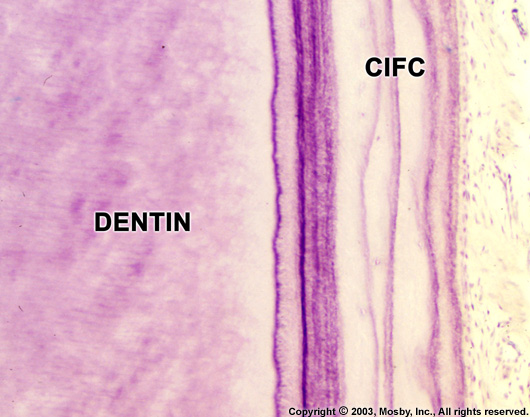 CIFC
DENTIN
Copyright © 2003, Mosby, Inc., All rights reserved.